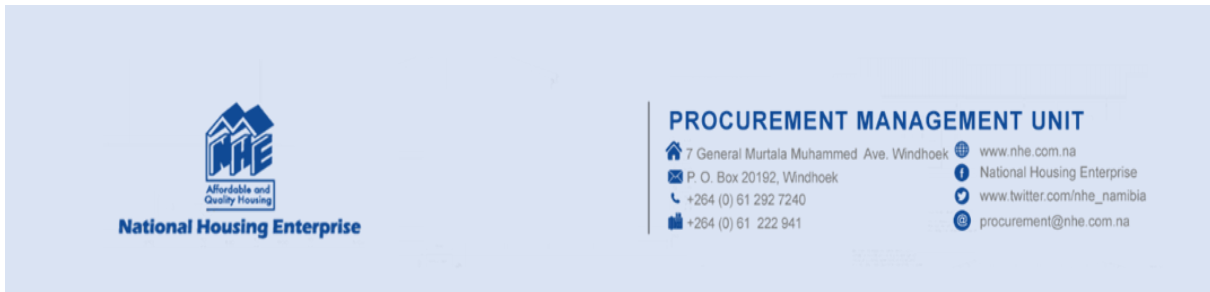 NHE
Affordable and
Quality Housing
National Housing Enterprise
PROCUREMENT MANAGEMENT UNIT
7 General Murtala Muhammed Ave. Windhoek
P. O. Box 20192, Windhoek
+264 (0) 61 292 7240
+264 (0) 61 222 941
www.nhe.com.na
National Housing Enterprise
www.twitter.com/nhe_namibia
procurement@nhe.com.na